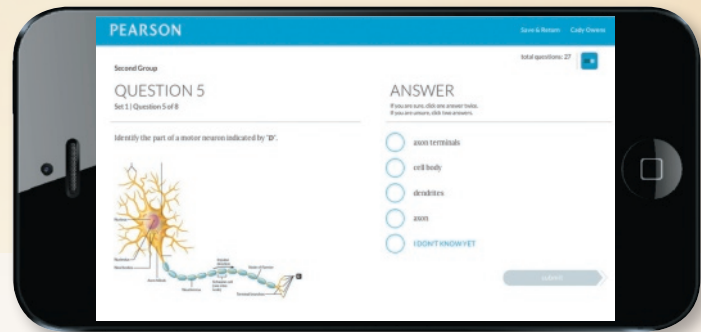 PEARSON
Save & Return Cody Owens
total questions: 27
Second Group
QUESTION 5
Set 1 | Question 5 of 8
Identify the part of a motor neuron indicated by "D".
ANSWER
If you are sure, click one answer twice.
If you are unsure, click two answers.
axon terminals
cell body
dendrites
axon
I DON'T KNOW YET
SUBMIT